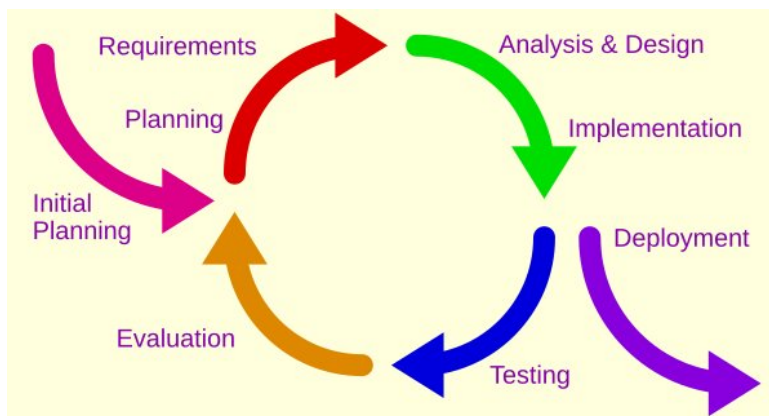 Requirements
Analysis & Design
Planning
Implementation
Initial
Planning
Deployment
Evaluation
Testing